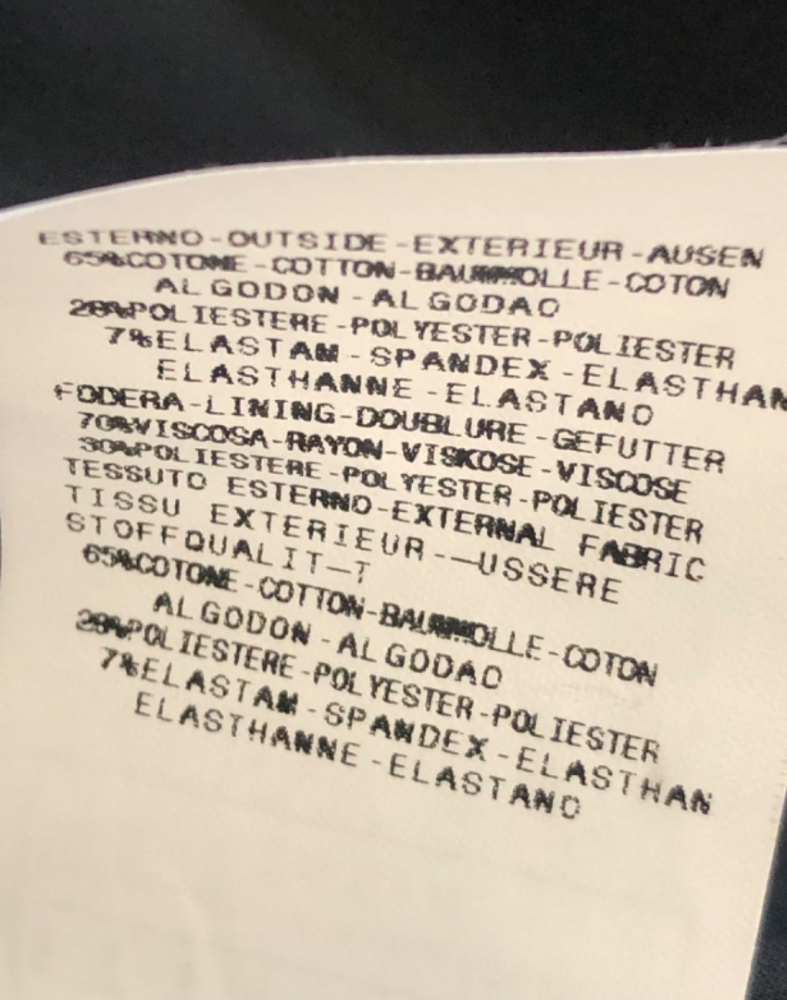 ESTERNO-OUTSIDE-EXTERIEUR-AUSEN
65%COTONE-COTTON-BAUMWOLLE-COTON
ALGODON-ALGODAO
28%POLIESTERE-POLYESTER-POLIESTER
7%ELASTAM-SPANDEX-ELASTHAN
ELASTHANNE-ELASTANO
FODERA-LINING-DOUBLURE-GEFUTTER
70%VISCOSA-RAYON-VISKOSE-VISCOSE
30%POLIESTERE-POLYESTER-POLIESTER
TESSUTO ESTERNO-EXTERNAL FABRIC
TISSU EXTERIEUR-—USSERE
STOFFQUALIT—T
65%COTONE-COTTON-BAUMWOLLE-COTON
ALGODON-ALGODAO
28%POLIESTERE-POLYESTER-POLIESTER
7%ELASTAM-SPANDEX-ELASTHAN
ELASTHANNE-ELASTANO